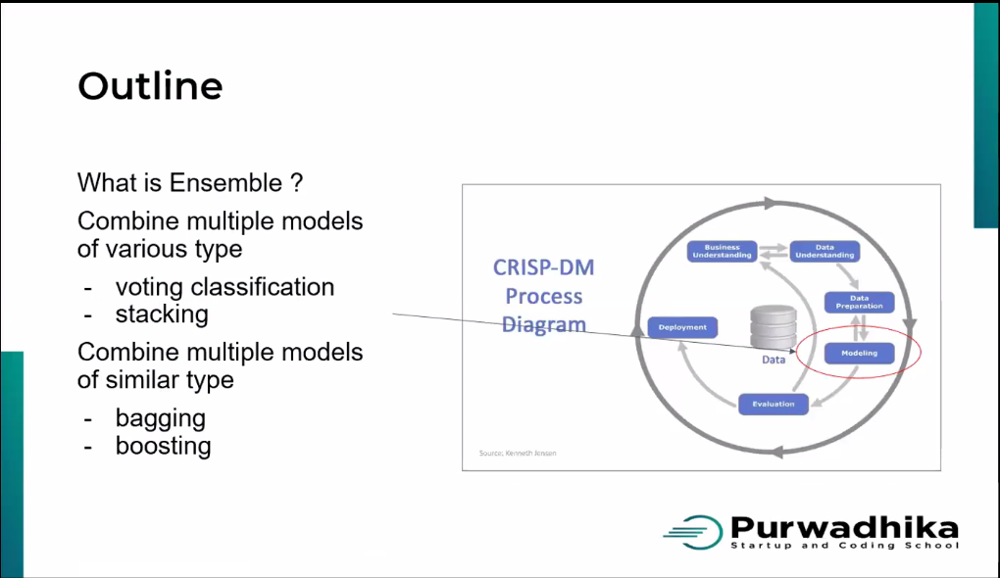 Outline
What is Ensemble ?
Combine multiple models
of various type
- voting classification
- stacking
Combine multiple models
of similar type
- bagging
- boosting
CRISP-DM
Process
Diagram
Business
Understanding
Data
Understanding
Data
Preparation
Modeling
Evaluation
Deployment
Data
Source: Kenneth Jensen
Purwadhika
Startup and Coding School